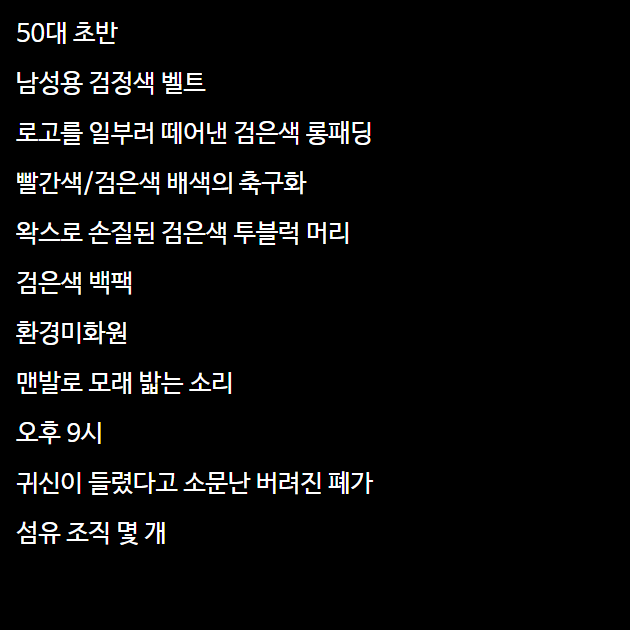 50대 초반
남성용 검정색 벨트
로고를 일부러 떼어낸 검은색 롱패딩
빨간색/검은색 배색의 축구화
왁스로 손질된 검은색 투블럭 머리
검은색 백팩
환경미화원
맨발로 모래 밟는 소리
오후 9시
귀신이 들렸다고 소문난 버려진 폐가
섬유 조직 몇 개